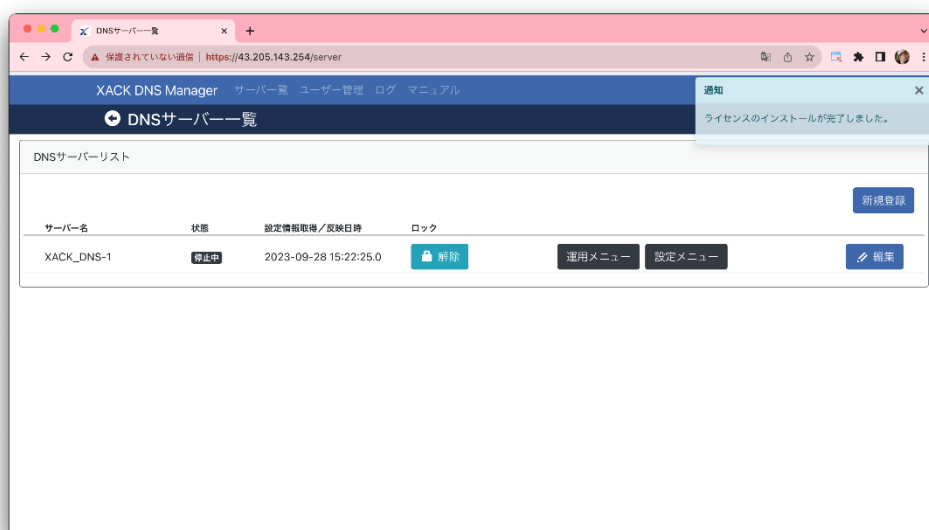 DNSサーバー一覧
保護されていない通信 | https://43.205.143.254/server
XACK DNS Manager サーバー一覧 ユーザー管理 ログ マニュアル
通知
ライセンスのインストールが完了しました。
DNSサーバー一覧
DNSサーバーリスト
新規登録
サーバー名 状態 設定情報取得/反映日時 ロック
XACK_DNS-1 停止中 2023-09-28 15:22:25.0 解除 運用メニュー 設定メニュー 編集